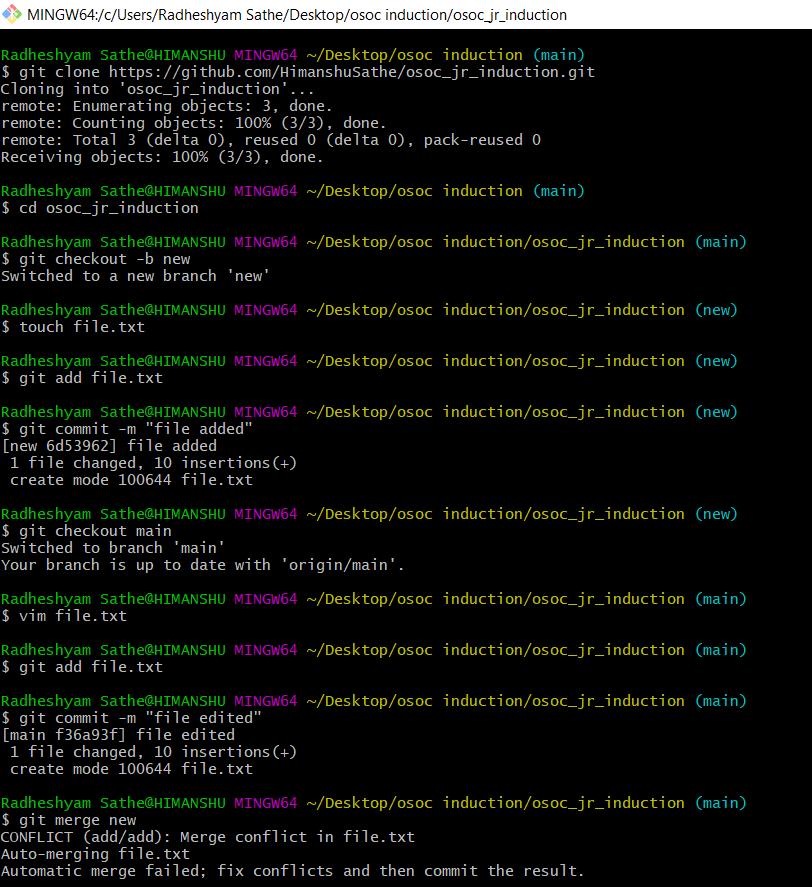 MINGW64:/c/Users/Radheshyam Sathe/Desktop/osoc induction/osoc_jr_induction
Radheshyam Sathe@HIMANSHU MINGW64 ~/Desktop/osoc induction (main)
$ git clone https://github.com/HimanshuSathe/osoc_jr_induction.git
Cloning into 'osoc_jr_induction'...
remote: Enumerating objects: 3, done.
remote: Counting objects: 100% (3/3), done.
remote: Total 3 (delta 0), reused 0 (delta 0), pack-reused 0
Receiving objects: 100% (3/3), done.
Radheshyam Sathe@HIMANSHU MINGW64 ~/Desktop/osoc induction (main)
$ cd osoc_jr_induction
Radheshyam Sathe@HIMANSHU MINGW64 ~/Desktop/osoc induction/osoc_jr_induction (main)
$ git checkout -b new
Switched to a new branch 'new'
Radheshyam Sathe@HIMANSHU MINGW64 ~/Desktop/osoc induction/osoc_jr_induction (new)
$ touch file.txt
Radheshyam Sathe@HIMANSHU MINGW64 ~/Desktop/osoc induction/osoc_jr_induction (new)
$ git add file.txt
Radheshyam Sathe@HIMANSHU MINGW64 ~/Desktop/osoc induction/osoc_jr_induction (new)
$ git commit -m "file added"
[new 6d53962] file added
 1 file changed, 10 insertions(+)
 create mode 100644 file.txt
Radheshyam Sathe@HIMANSHU MINGW64 ~/Desktop/osoc induction/osoc_jr_induction (new)
$ git checkout main
Switched to branch 'main'
Your branch is up to date with 'origin/main'.
Radheshyam Sathe@HIMANSHU MINGW64 ~/Desktop/osoc induction/osoc_jr_induction (main)
$ vim file.txt
Radheshyam Sathe@HIMANSHU MINGW64 ~/Desktop/osoc induction/osoc_jr_induction (main)
$ git add file.txt
Radheshyam Sathe@HIMANSHU MINGW64 ~/Desktop/osoc induction/osoc_jr_induction (main)
$ git commit -m "file edited"
[main f36a93f] file edited
 1 file changed, 10 insertions(+)
 create mode 100644 file.txt
Radheshyam Sathe@HIMANSHU MINGW64 ~/Desktop/osoc induction/osoc_jr_induction (main)
$ git merge new
CONFLICT (add/add): Merge conflict in file.txt
Auto-merging file.txt
Automatic merge failed; fix conflicts and then commit the result.